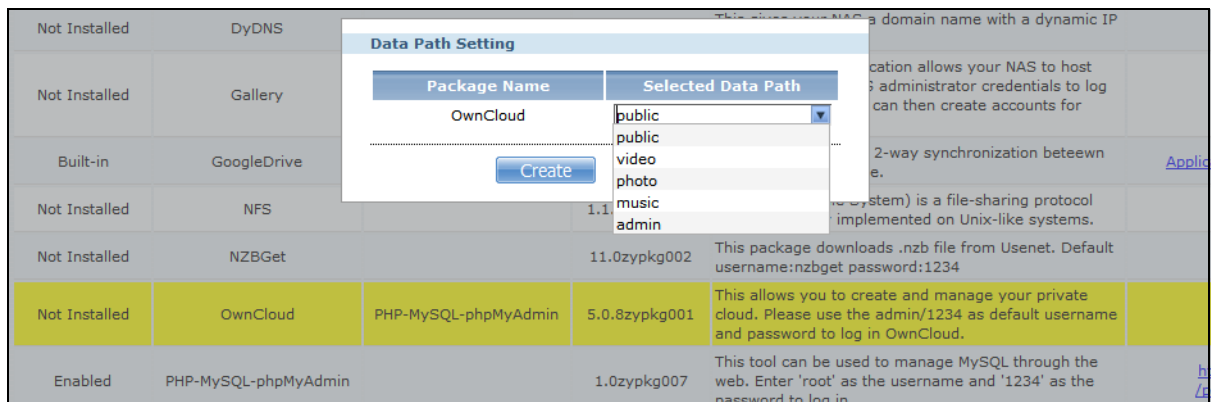 This gives your NAS a domain name with a dynamic IP
Not Installed DyDNS
Data Path Setting
Package Name Selected Data Path
OwnCloud public
public
video
photo
music
admin
Create
cation allows your NAS to host
Not Installed Gallery administrator credentials to log
can then create accounts for
Built-in GoogleDrive 2-way synchronization beteewn Applic
e.
Not Installed NFS 1.1. System) is a file-sharing protocol
implemented on Unix-like systems.
Not Installed NZBGet 11.0zypkg002 This package downloads .nzb file from Usenet. Default
username:nzbget password:1234
This allows you to create and manage your private
Not Installed OwnCloud PHP-MySQL-phpMyAdmin 5.0.8zypkg001 cloud. Please use the admin/1234 as default username
and password to log in OwnCloud.
This tool can be used to manage MySQL through the
Enabled PHP-MySQL-phpMyAdmin 1.0zypkg007 web. Enter 'root' as the username and '1234' as the
password to log in